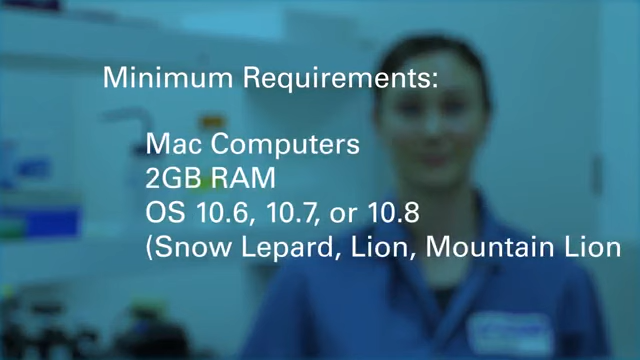 Minimum Requirements:
Mac Computers
2GB RAM
OS 10.6, 10.7, or 10.8
(Snow Lepard, Lion, Mountain Lion